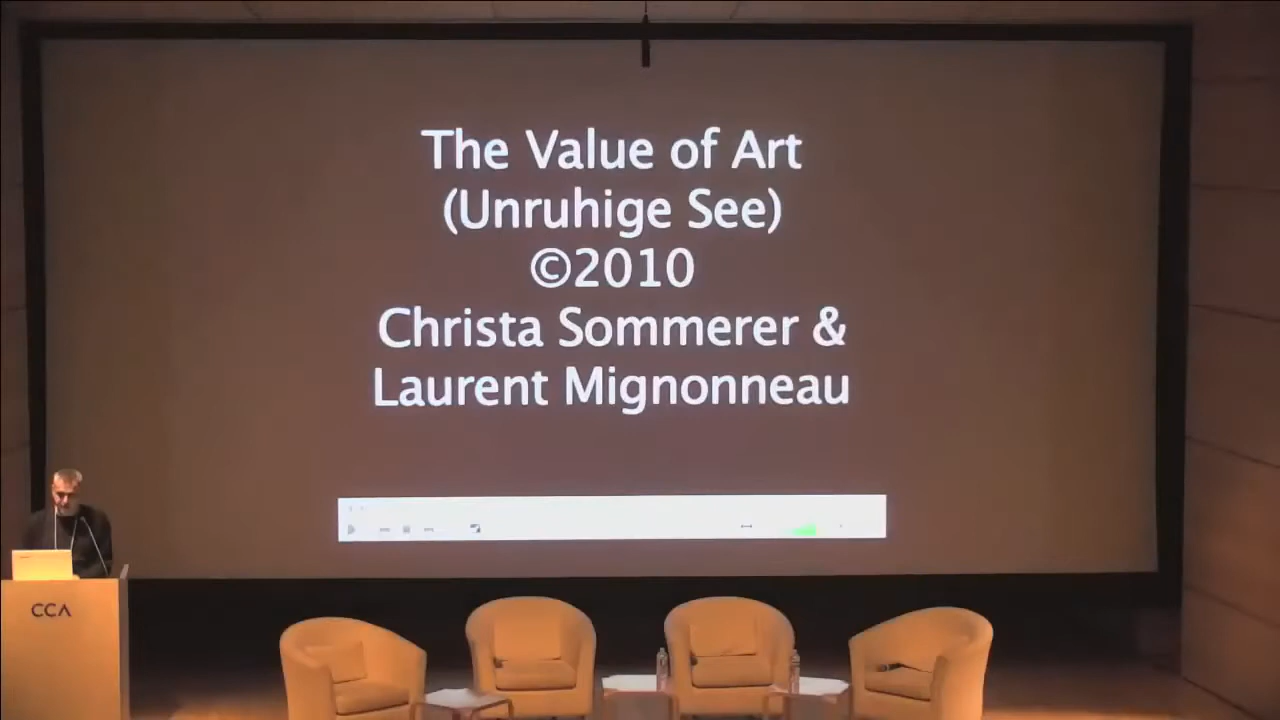 The Value of Art
(Unruhige See)
©2010
Christa Sommerer &
Laurent Mignonneau
CCA